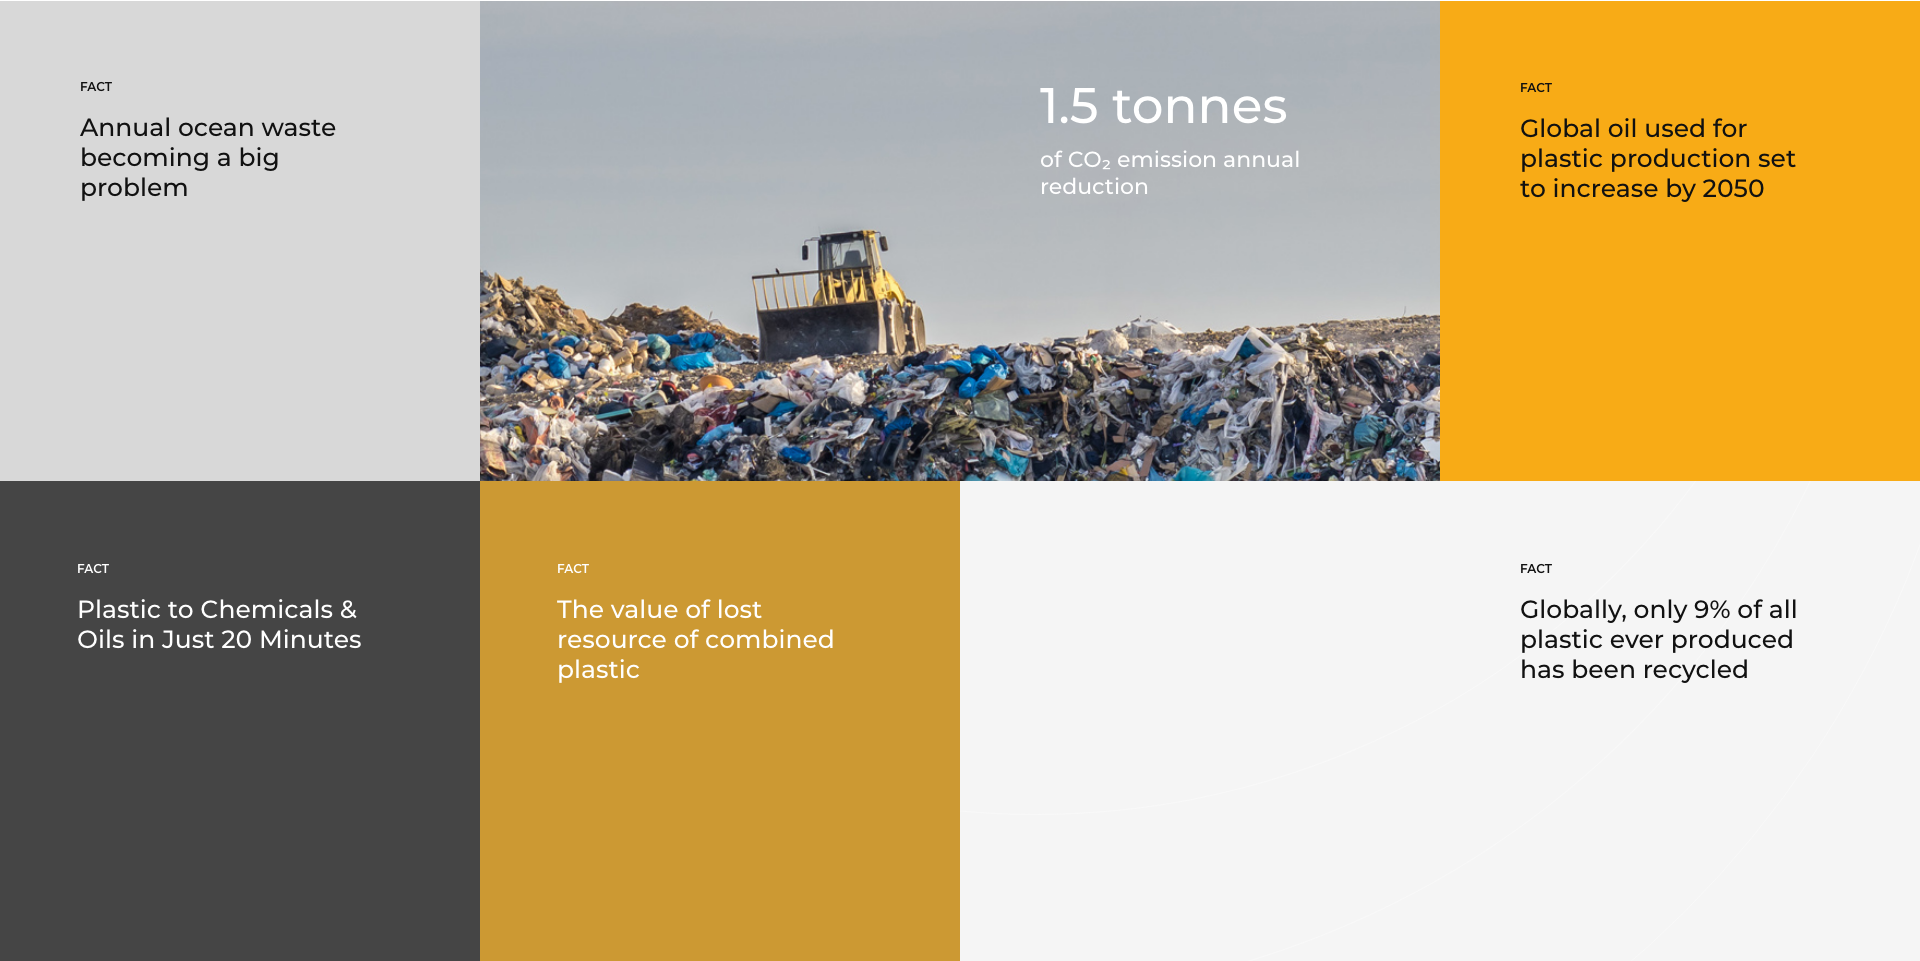 FACT
Annual ocean waste
becoming a big
problem
1.5 tonnes
of CO₂ emission annual
reduction
FACT
Global oil used for
plastic production set
to increase by 2050
FACT
Plastic to Chemicals &
Oils in Just 20 Minutes
FACT
The value of lost
resource of combined
plastic
FACT
Globally, only 9% of all
plastic ever produced
has been recycled